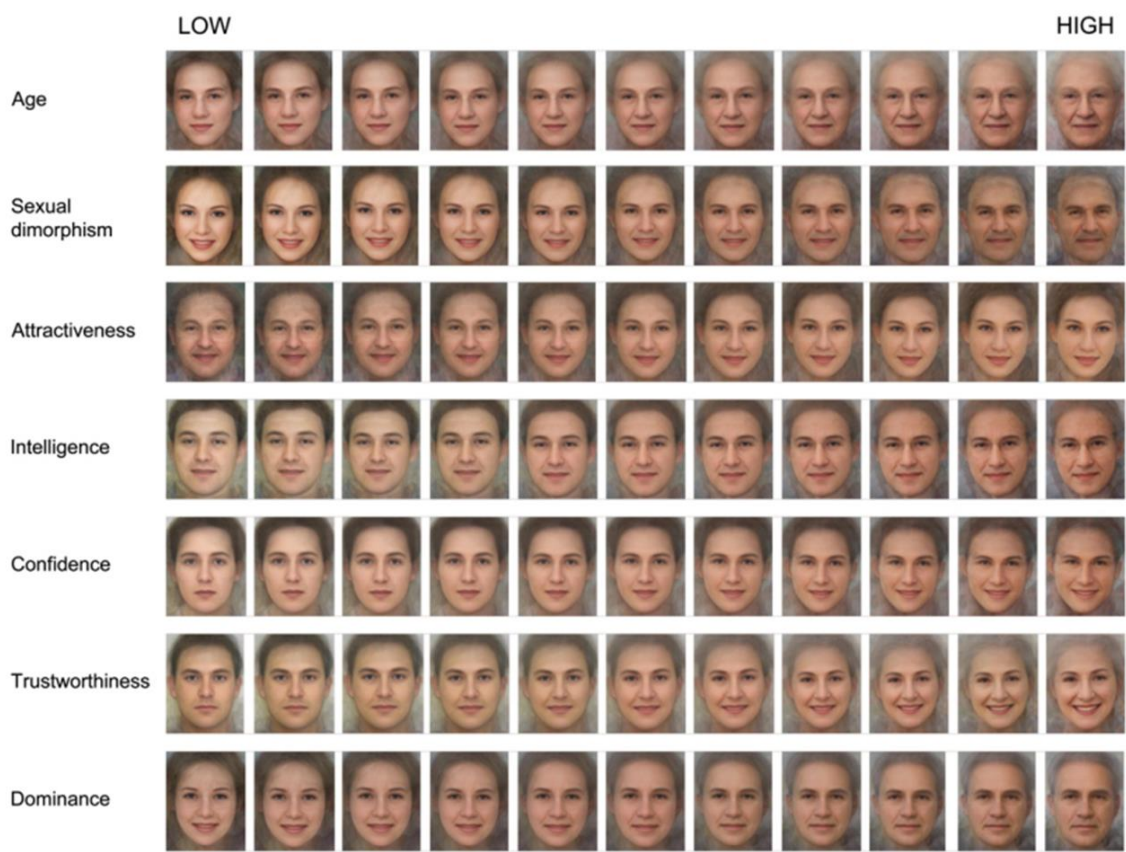 LOW HIGH
Age
Sexual
dimorphism
Attractiveness
Intelligence
Confidence
Trustworthiness
Dominance